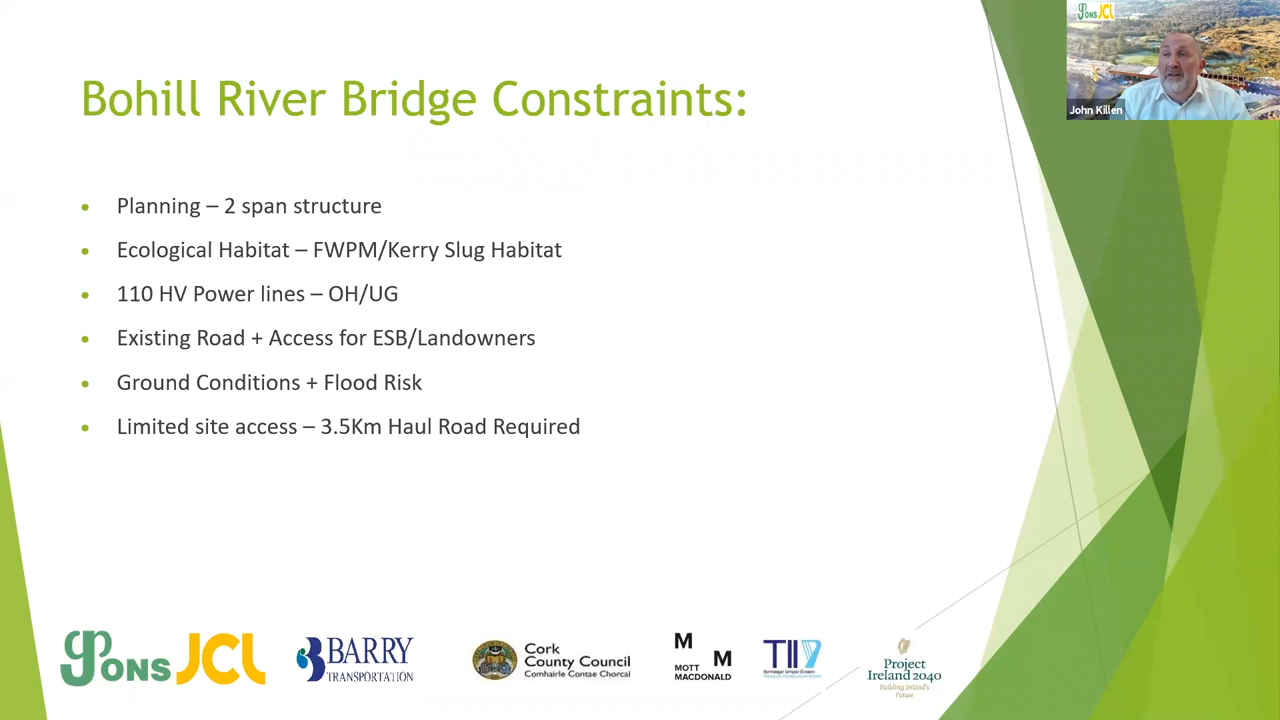 Bohill River Bridge Constraints:
Planning – 2 span structure
Ecological Habitat – FWPM/Kerry Slug Habitat
110 HV Power lines – OH/UG
Existing Road + Access for ESB/Landowners
Ground Conditions + Flood Risk
Limited site access – 3.5Km Haul Road Required
John Killen
PONS JCL
PONS JCL
BARRY
TRANSPORTATION
Cork
County Council
Comhairle Contae Chorcaí
M
M
MOTT
MACDONALD
TII
Project
Ireland 2040
Building Ireland's
Future